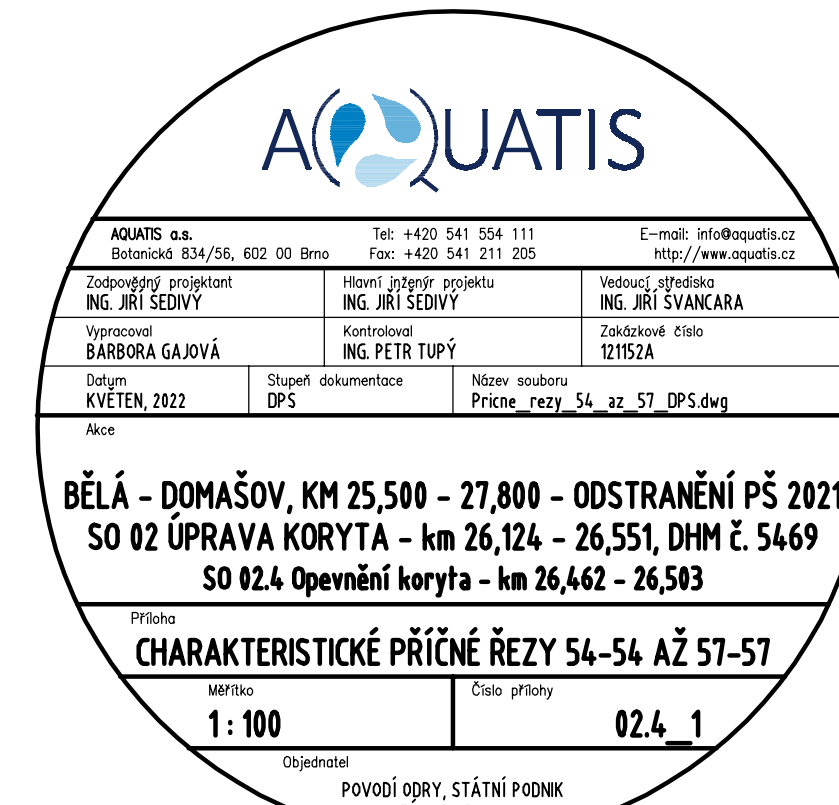 AQUATIS
AQUATIS a.s. Tel: +420 541 554 111 E-mail: info@aquatis.cz
Botanická 834/56, 602 00 Brno Fax: +420 541 211 205 http://www.aquatis.cz
Zodpovědný projektant Hlavní inženýr projektu Vedoucí střediska
ING. JIŘÍ ŠEDIVÝ ING. JIŘÍ ŠEDIVÝ ING. JIŘÍ ŠVANCARA
Vypracoval Kontroloval Zakázkové číslo
BARBORA GAJOVÁ ING. PETR TUPÝ 121152A
Datum Stupeň dokumentace Název souboru
KVĚTEN, 2022 DPS Pricne_rezy_54_az_57_DPS.dwg
Akce
BĚLÁ - DOMAŠOV, KM 25,500 - 27,800 - ODSTRANĚNÍ PŠ 2021
SO 02 ÚPRAVA KORYTA - km 26,124 - 26,551, DHM č. 5469
SO 02.4 Opevnění koryta - km 26,462 - 26,503
Příloha
CHARAKTERISTICKÉ PŘÍČNÉ ŘEZY 54-54 AŽ 57-57
Měřítko Číslo přílohy
1 : 100 02.4_1
Objednatel
POVODÍ ODRY, STÁTNÍ PODNIK